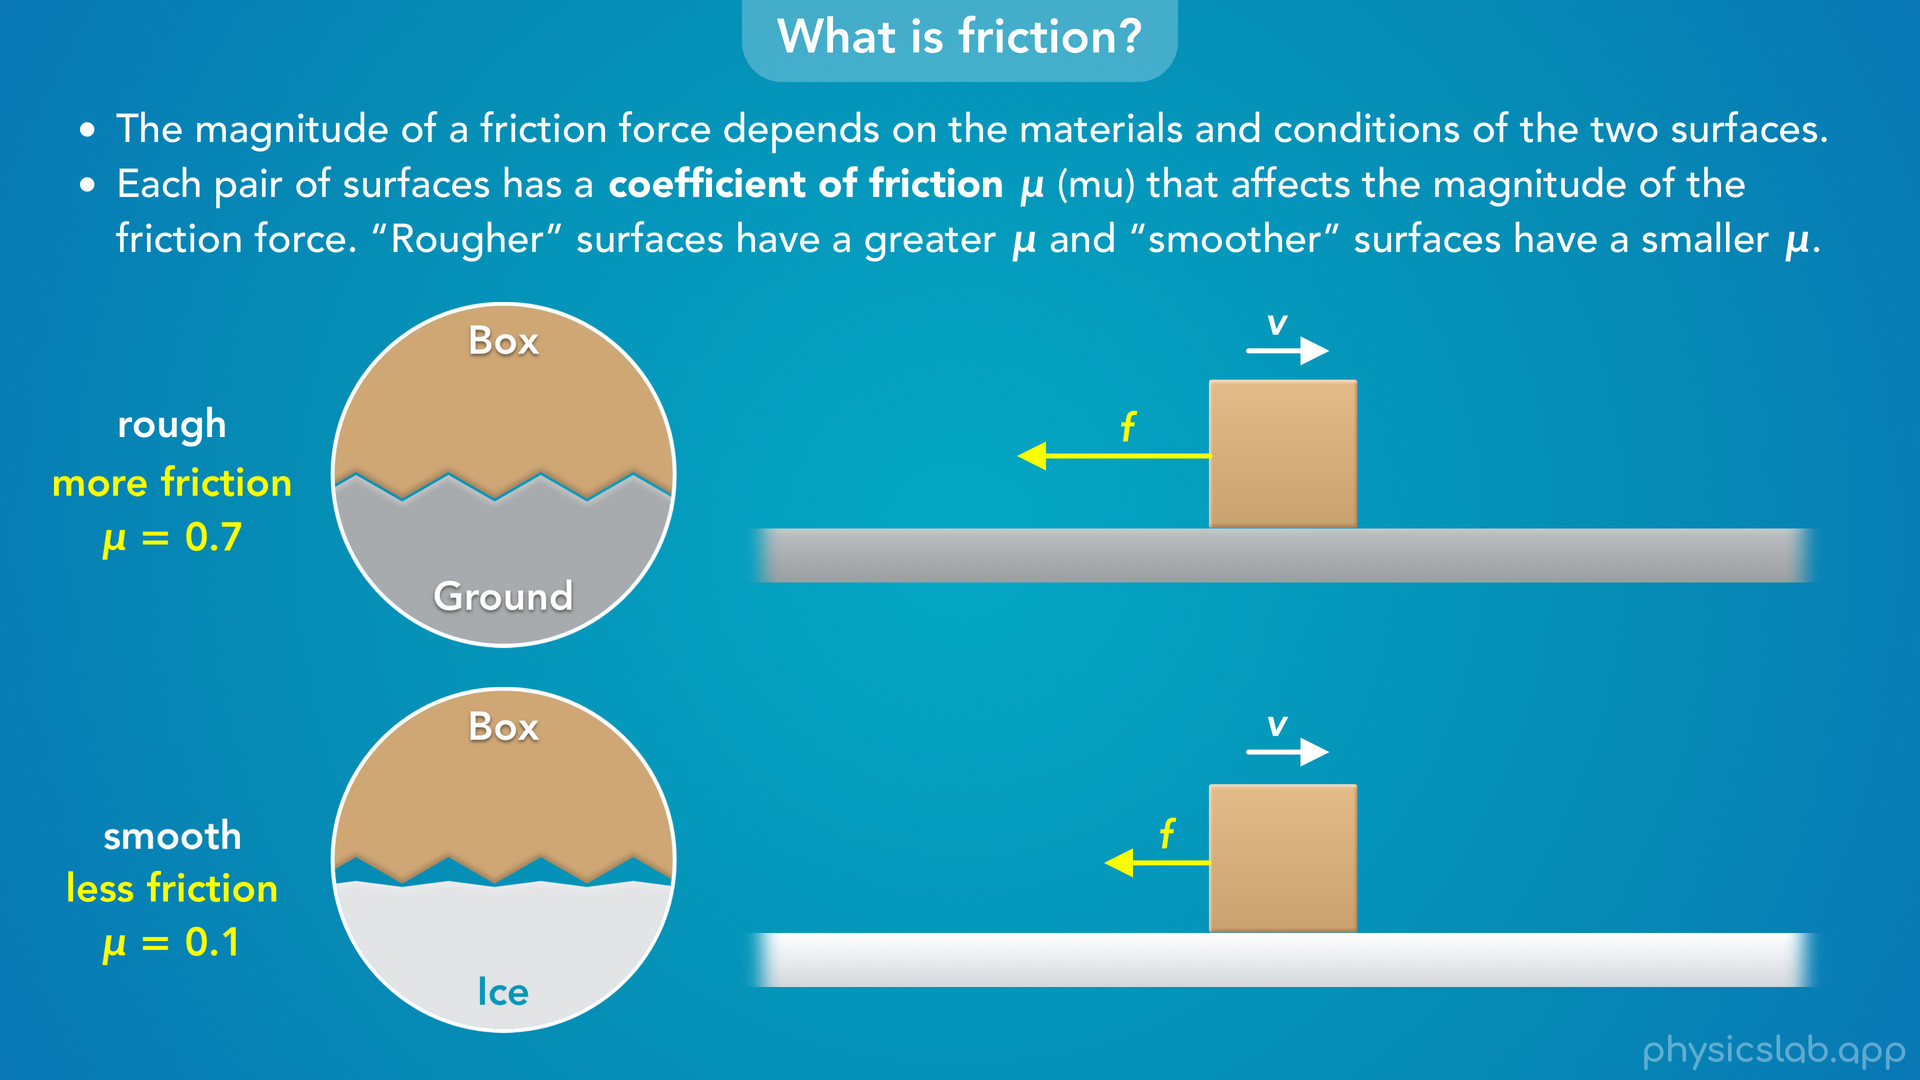 What is friction?
• The magnitude of a friction force depends on the materials and conditions of the two surfaces.
• Each pair of surfaces has a coefficient of friction μ (mu) that affects the magnitude of the
friction force. “Rougher” surfaces have a greater μ and “smoother” surfaces have a smaller μ.
rough
more friction
μ = 0.7
Box
Ground
v
f
smooth
less friction
μ = 0.1
Box
Ice
v
f
physicslab.app